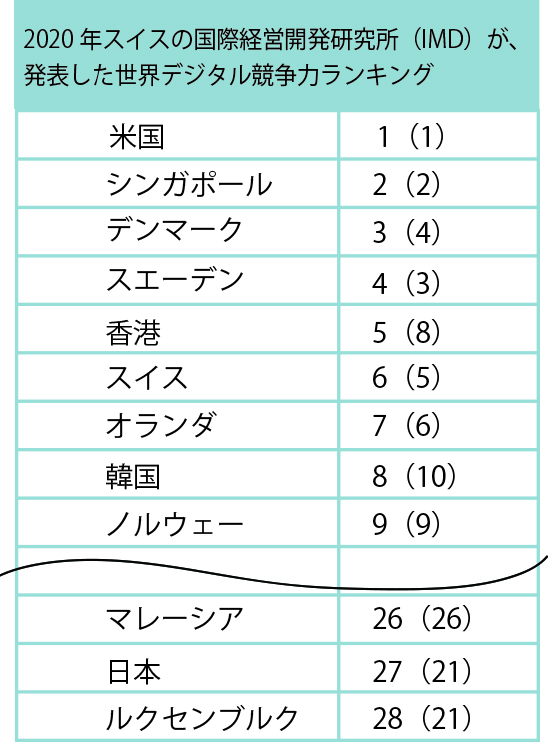 2020年スイスの国際経営開発研究所（IMD）が、
発表した世界デジタル競争力ランキング
米国 1（1）
シンガポール 2（2）
デンマーク 3（4）
スエーデン 4（3）
香港 5（8）
スイス 6（5）
オランダ 7（6）
韓国 8（10）
ノルウェー 9（9）
マレーシア 26（26）
日本 27（21）
ルクセンブルク 28（21）